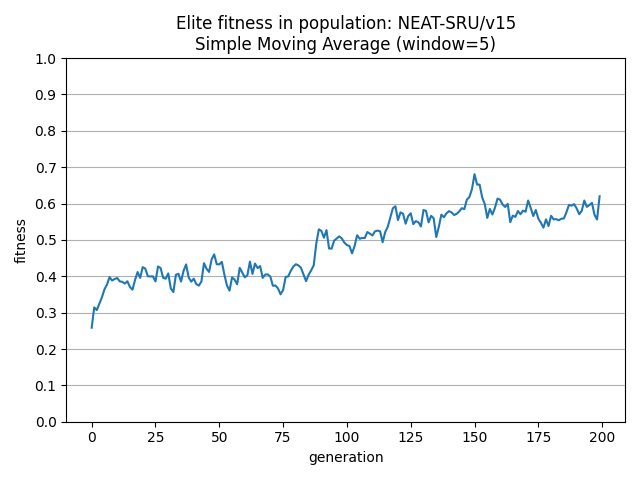 Elite fitness in population: NEAT-SRU/v15
Simple Moving Average (window=5)
1.0
0.9
0.8
0.7
0.6
0.5
0.4
0.3
0.2
0.1
0.0
fitness
0 25 50 75 100 125 150 175 200
generation